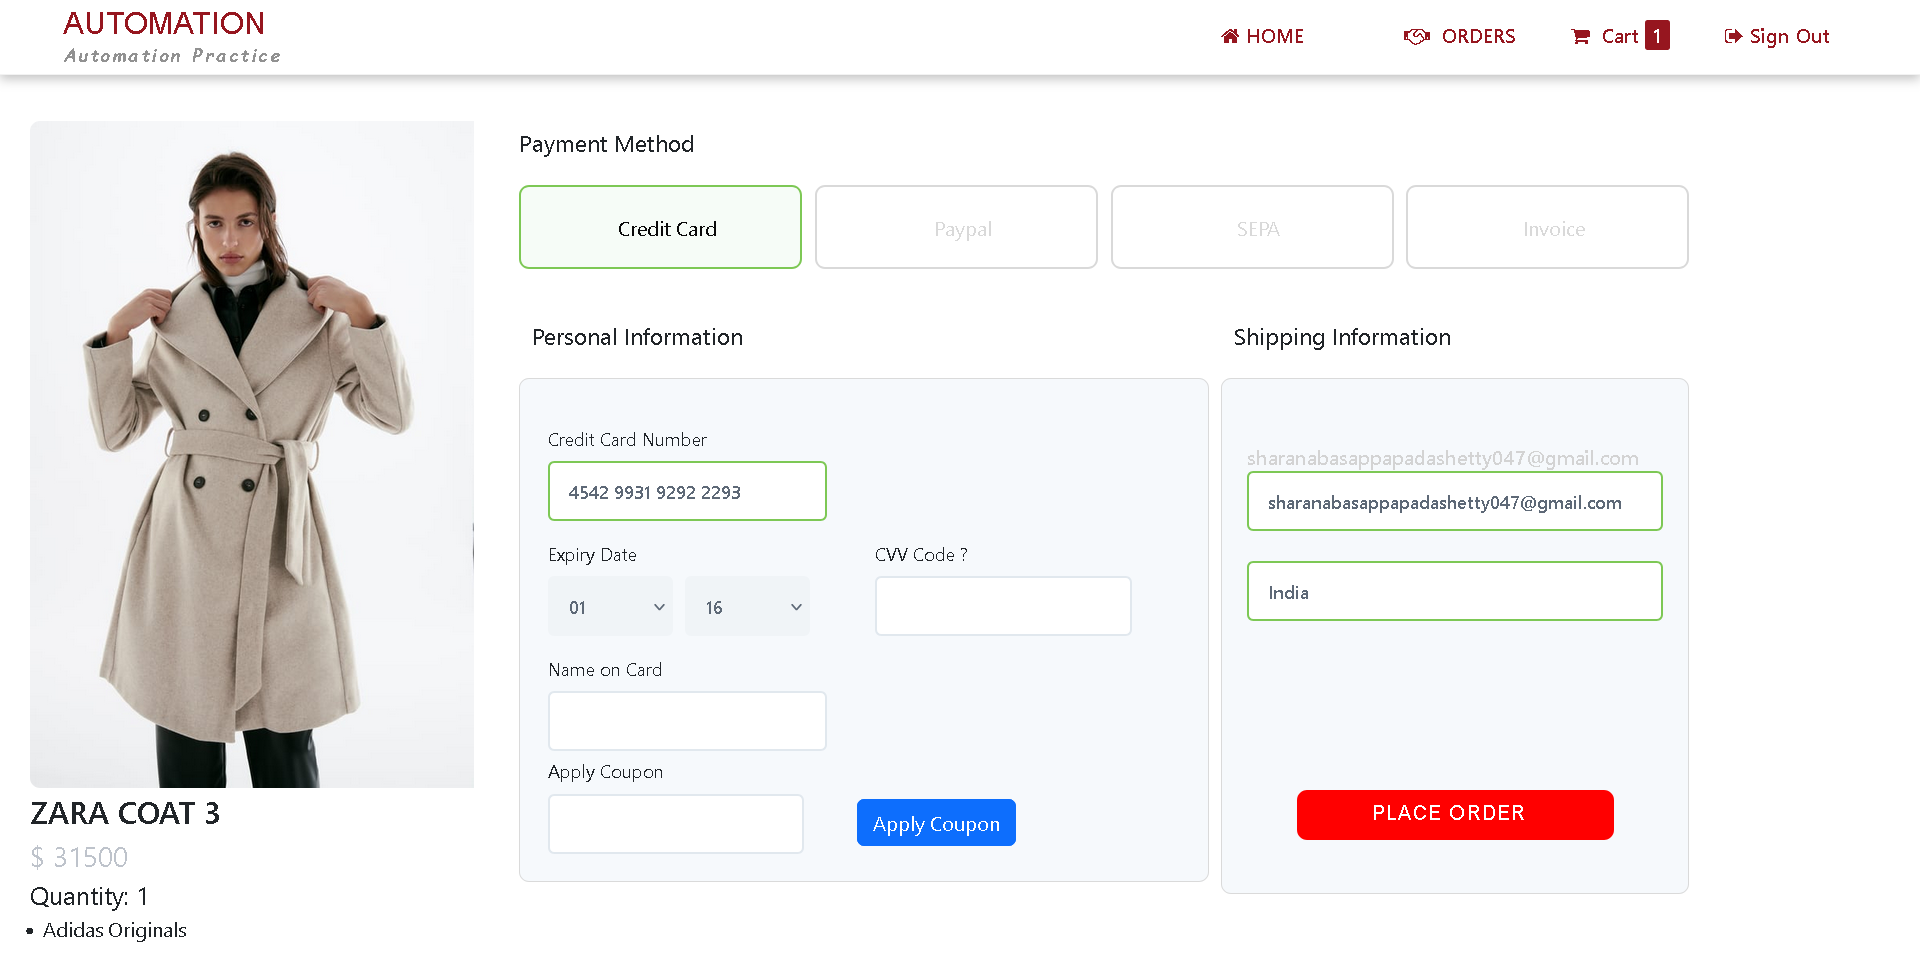 AUTOMATION
Automation Practice
HOME
ORDERS
Cart 1
Sign Out
Payment Method
Credit Card
Paypal
SEPA
Invoice
Personal Information
Credit Card Number
4542 9931 9292 2293
Expiry Date
CVV Code ?
01
16
Name on Card
Apply Coupon
Apply Coupon
Shipping Information
sharanabasappapadashetty047@gmail.com
sharanabasappapadashetty047@gmail.com
India
PLACE ORDER
ZARA COAT 3
$ 31500
Quantity: 1
• Adidas Originals